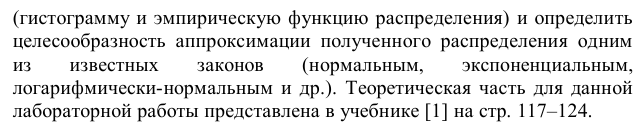 (гистограмму и эмпирическую функцию распределения) и определить
целесообразность аппроксимации полученного распределения одним
из известных законов (нормальным, экспоненциальным,
логарифмически-нормальным и др.). Теоретическая часть для данной
лабораторной работы представлена в учебнике [1] на стр. 117–124.